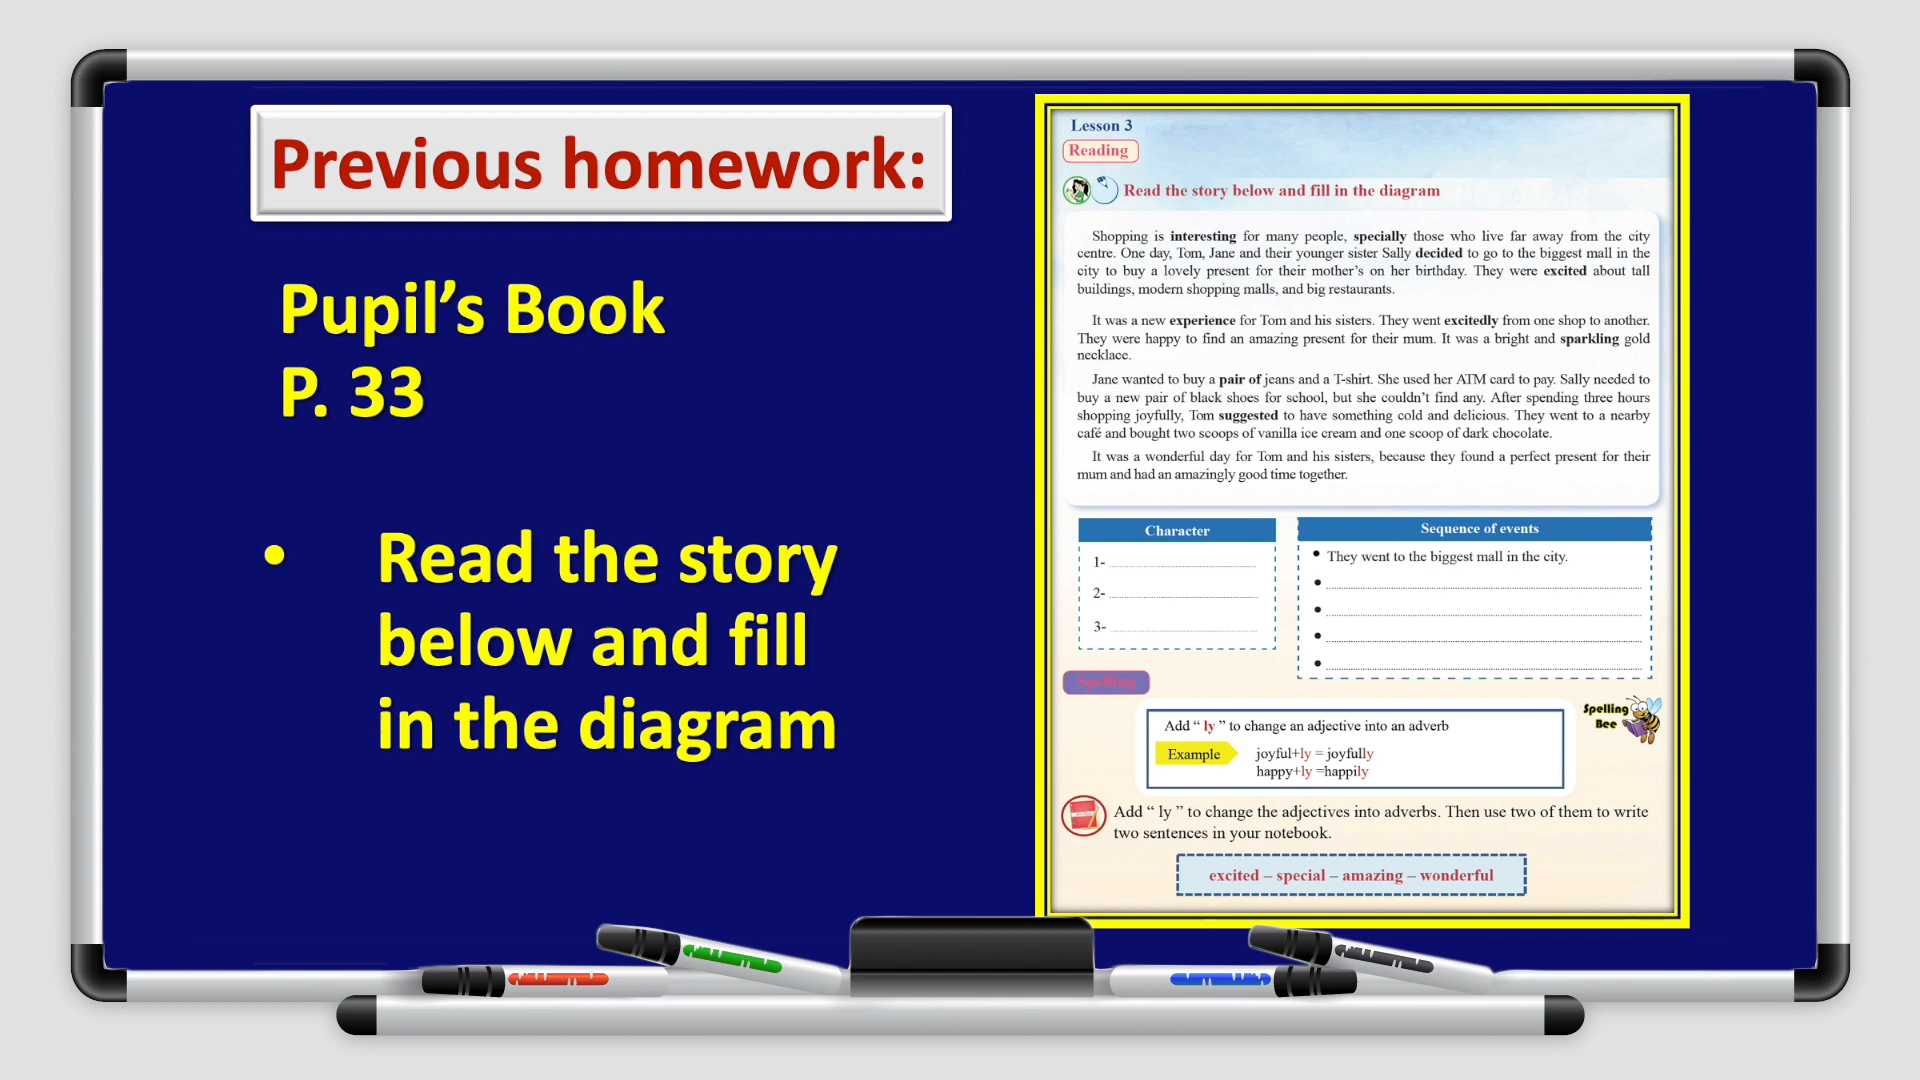 Previous homework:
Pupil’s Book
P. 33
• Read the story
below and fill
in the diagram
Lesson 3
Reading
Read the story below and fill in the diagram
Shopping is interesting for many people, specially those who live far away from the city
centre. One day, Tom, Jane and their younger sister Sally decided to go to the biggest mall in the
city to buy a lovely present for their mother’s on her birthday. They were excited about tall
buildings, modern shopping malls, and big restaurants.
It was a new experience for Tom and his sisters. They went excitedly from one shop to another.
They were happy to find an amazing present for their mum. It was a bright and sparkling gold
necklace.
Jane wanted to buy a pair of jeans and a T-shirt. She used her ATM card to pay. Sally needed to
buy a new pair of black shoes for school, but she couldn’t find any. After spending three hours
shopping joyfully, Tom suggested to have something cold and delicious. They went to a nearby
café and bought two scoops of vanilla ice cream and one scoop of dark chocolate.
It was a wonderful day for Tom and his sisters, because they found a perfect present for their
mum and had an amazingly good time together.
Character
1-
2-
3-
Sequence of events
• They went to the biggest mall in the city.
•
•
•
•
Spelling
Spelling
Bee
Add “ ly ” to change an adjective into an adverb
Example
joyful+ly = joyfully
happy+ly =happily
Add “ ly ” to change the adjectives into adverbs. Then use two of them to write
two sentences in your notebook.
excited – special – amazing – wonderful